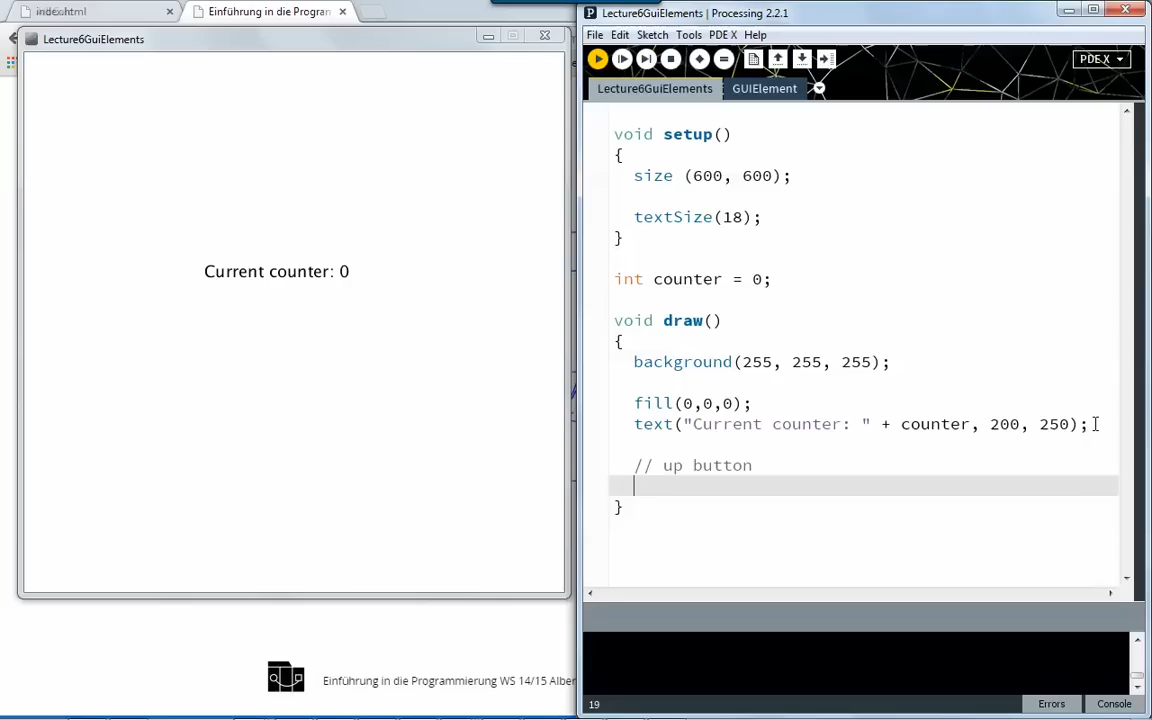 index.html
Einführung in die Program
Lecture6GuiElements
Current counter: 0
Einführung in die Programmierung WS 14/15 Alber
Lecture6GuiElements | Processing 2.2.1
File Edit Sketch Tools PDE X Help
PDE X
Lecture6GuiElements
GUIElement
void setup()
{
size (600, 600);
textSize(18);
}
int counter = 0;
void draw()
{
background(255, 255, 255);
fill(0,0,0);
text("Current counter: " + counter, 200, 250);
// up button
}
19
Errors
Console